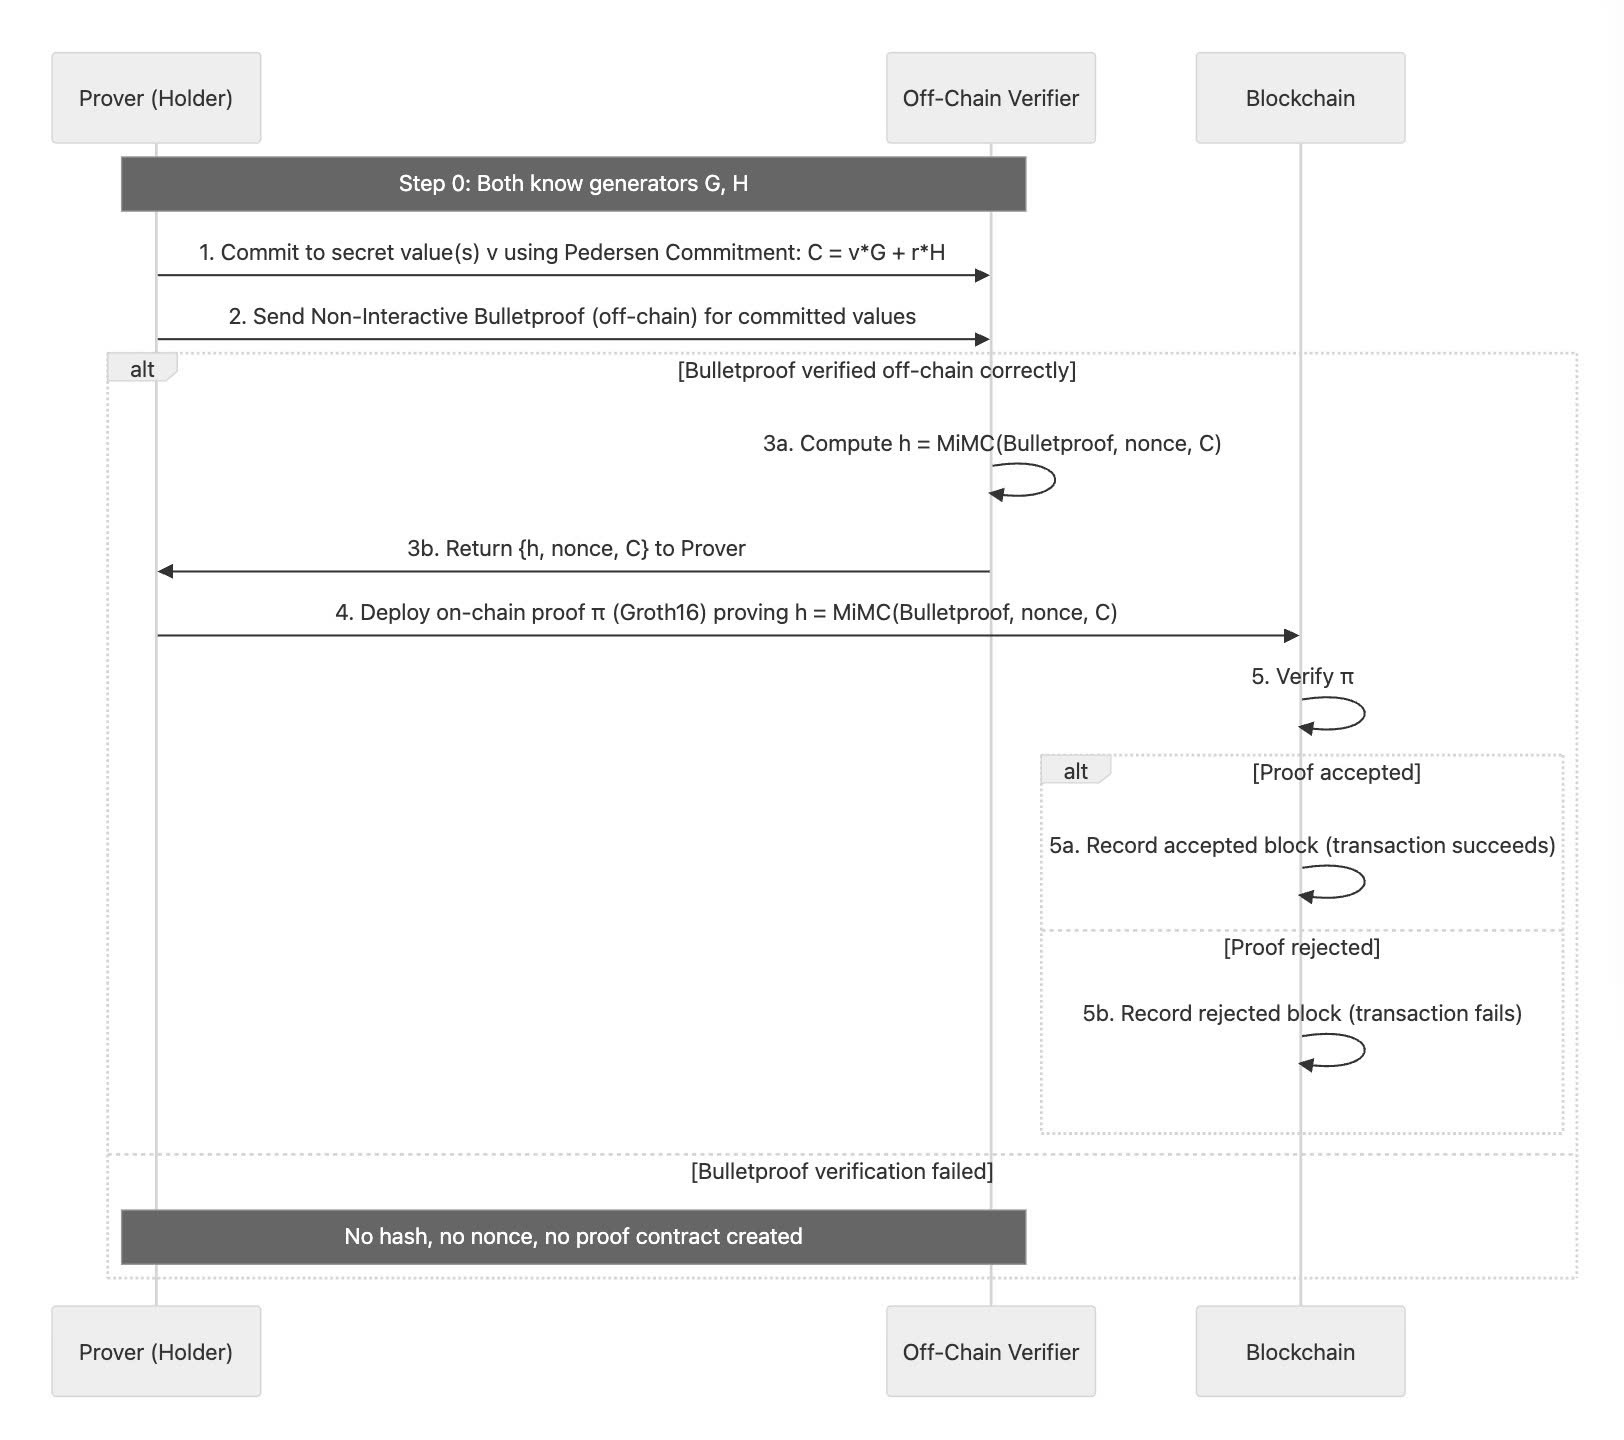 Prover (Holder)
Off-Chain Verifier
Blockchain
Step 0: Both know generators G, H
1. Commit to secret value(s) v using Pedersen Commitment: C = v*G + r*H
2. Send Non-Interactive Bulletproof (off-chain) for committed values
alt
[Bulletproof verified off-chain correctly]
3a. Compute h = MiMC(Bulletproof, nonce, C)
3b. Return {h, nonce, C} to Prover
4. Deploy on-chain proof π (Groth16) proving h = MiMC(Bulletproof, nonce, C)
5. Verify π
alt
[Proof accepted]
5a. Record accepted block (transaction succeeds)
[Proof rejected]
5b. Record rejected block (transaction fails)
[Bulletproof verification failed]
No hash, no nonce, no proof contract created
Prover (Holder)
Off-Chain Verifier
Blockchain